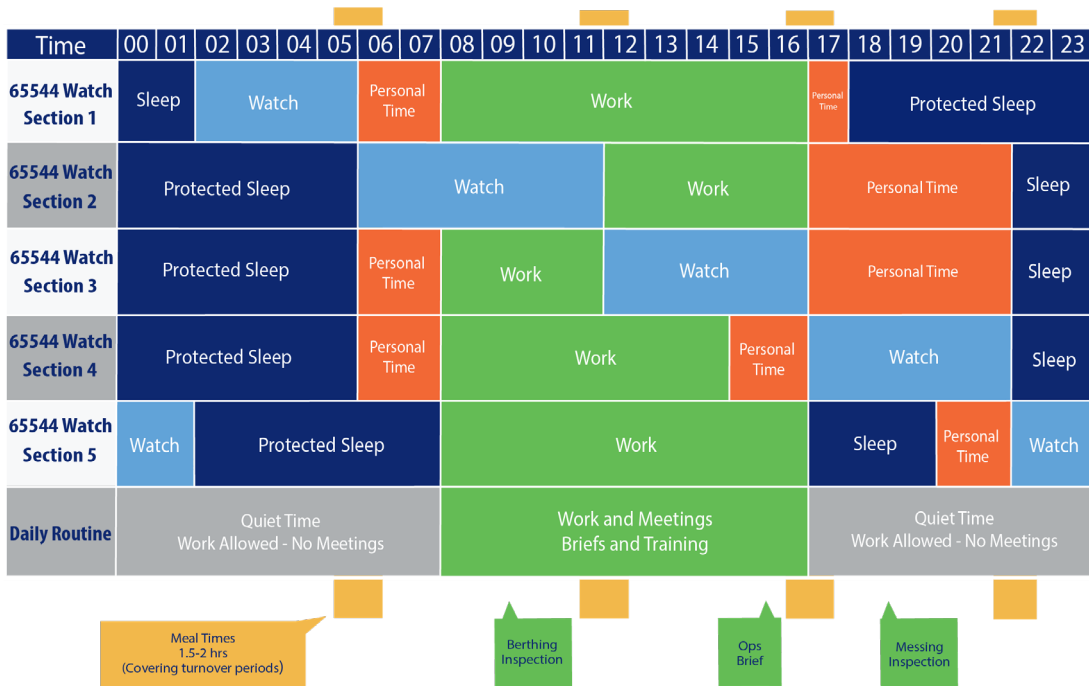 Time 00 01 02 03 04 05 06 07 08 09 10 11 12 13 14 15 16 17 18 19 20 21 22 23
65544 Watch
Section 1
Sleep
Watch
Personal
Time
Work
Personal
Time
Protected Sleep
65544 Watch
Section 2
Protected Sleep
Watch
Work
Personal Time
Sleep
65544 Watch
Section 3
Protected Sleep
Personal
Time
Work
Watch
Personal Time
Sleep
65544 Watch
Section 4
Protected Sleep
Personal
Time
Work
Personal
Time
Watch
Sleep
65544 Watch
Section 5
Watch
Protected Sleep
Work
Sleep
Personal
Time
Watch
Daily Routine
Quiet Time
Work Allowed - No Meetings
Work and Meetings
Briefs and Training
Quiet Time
Work Allowed - No Meetings
Meal Times
1.5-2 hrs
(Covering turnover periods)
Berthing
Inspection
Ops
Brief
Messing
Inspection